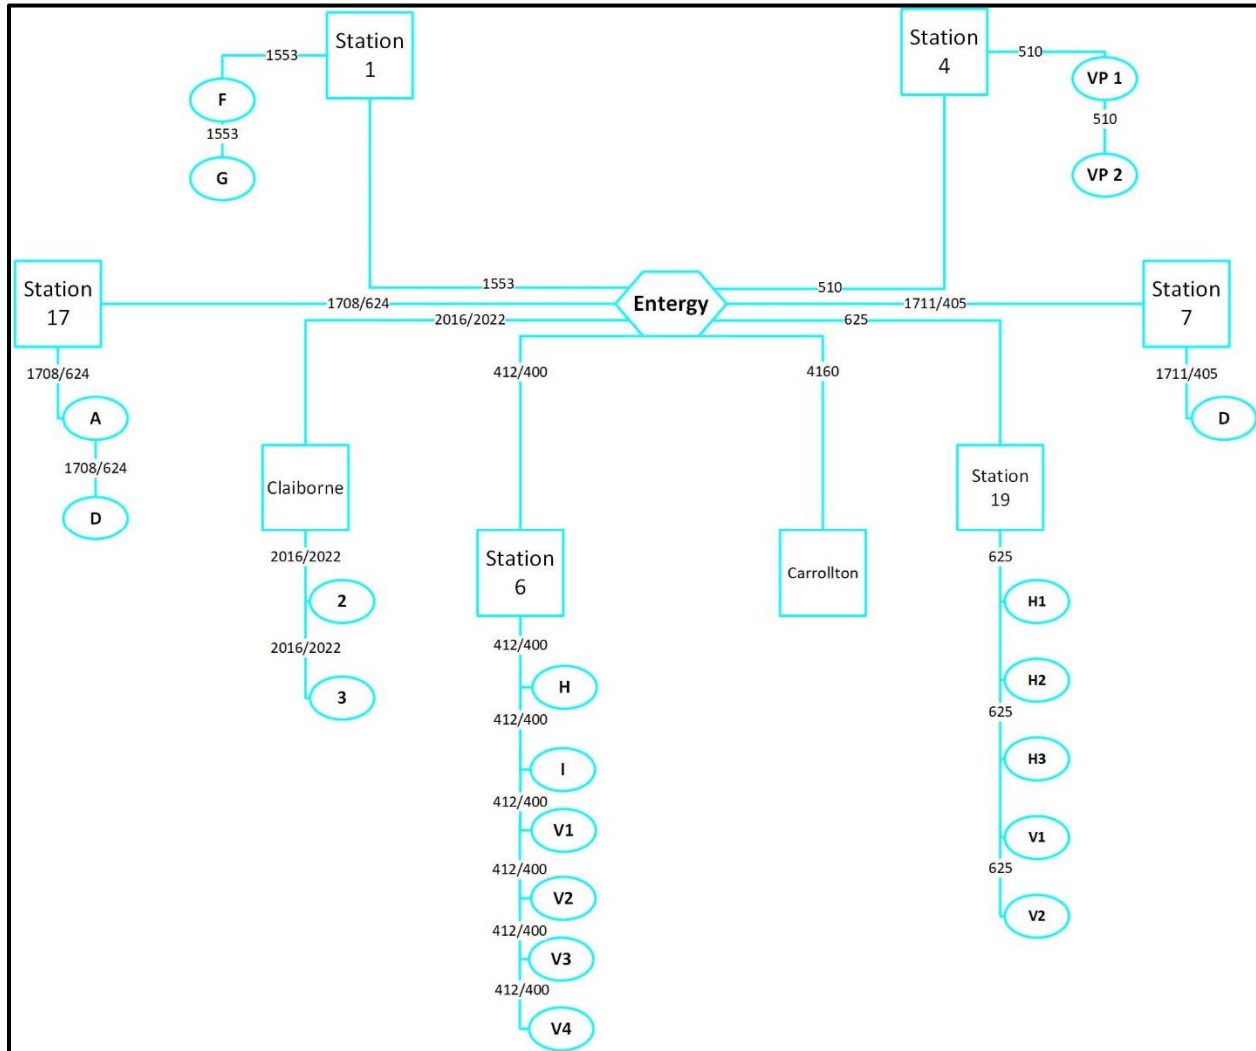 Station
1
1553
F
1553
G
Station
4
510
VP 1
510
VP 2
Entergy
1553
510
1708/624
1711/405
2016/2022
625
412/400
4160
Station
17
1708/624
A
1708/624
D
Station
7
1711/405
D
Claiborne
2016/2022
2
2016/2022
3
Station
6
412/400
H
412/400
I
412/400
V1
412/400
V2
412/400
V3
412/400
V4
Carrollton
Station
19
625
H1
H2
625
H3
V1
625
V2